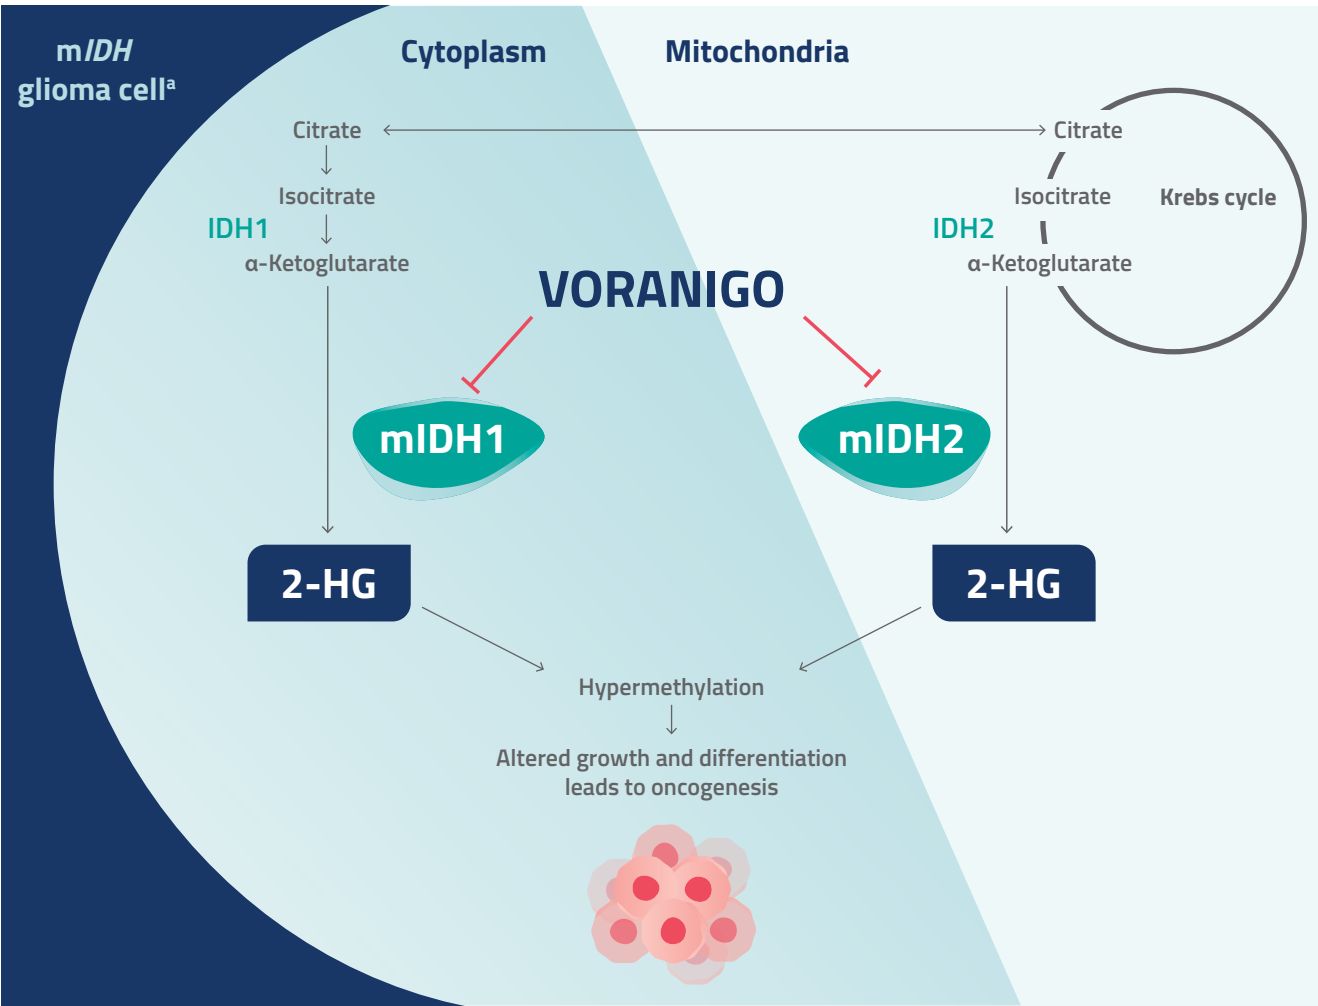 mIDH
glioma cellᵃ
Cytoplasm
Mitochondria
Citrate
Citrate
Isocitrate
Isocitrate
Krebs cycle
IDH1
IDH2
α-Ketoglutarate
α-Ketoglutarate
VORANIGO
mIDH1
mIDH2
2-HG
2-HG
Hypermethylation
Altered growth and differentiation
leads to oncogenesis